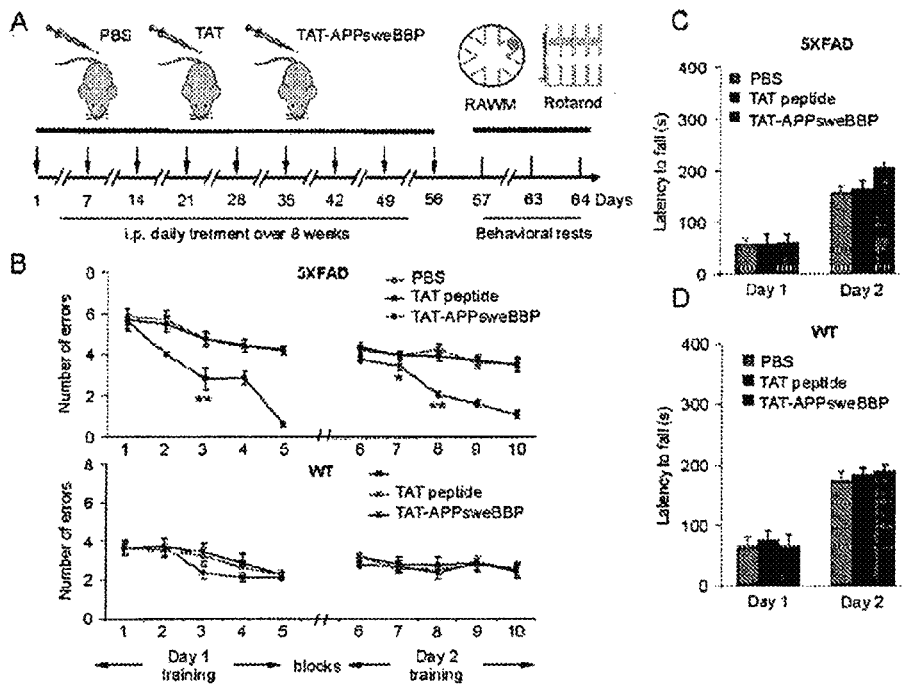 A
PBS
TAT
TAT-APPsweBBP
RAWM
Rotarod
1 7 14 21 28 35 42 49 56 57 63 64 Days
i.p. daily tretment over 8 weeks
Behavioral rests
B
5XFAD
PBS
TAT peptide
TAT-APPsweBBP
Number of errors
8
6
4
2
0
**
*
**
1 2 3 4 5 6 7 8 9 10
WT
TAT peptide
TAT-APPsweBBP
Number of errors
8
6
4
2
0
1 2 3 4 5 6 7 8 9 10
Day 1 training
blocks
Day 2 training
C
5XFAD
PBS
TAT peptide
TAT-APPsweBBP
Latency to fall (s)
400
300
200
100
0
Day 1 Day 2
D
WT
PBS
TAT peptide
TAT-APPsweBBP
Latency to fall (s)
400
300
200
100
0
Day 1 Day 2